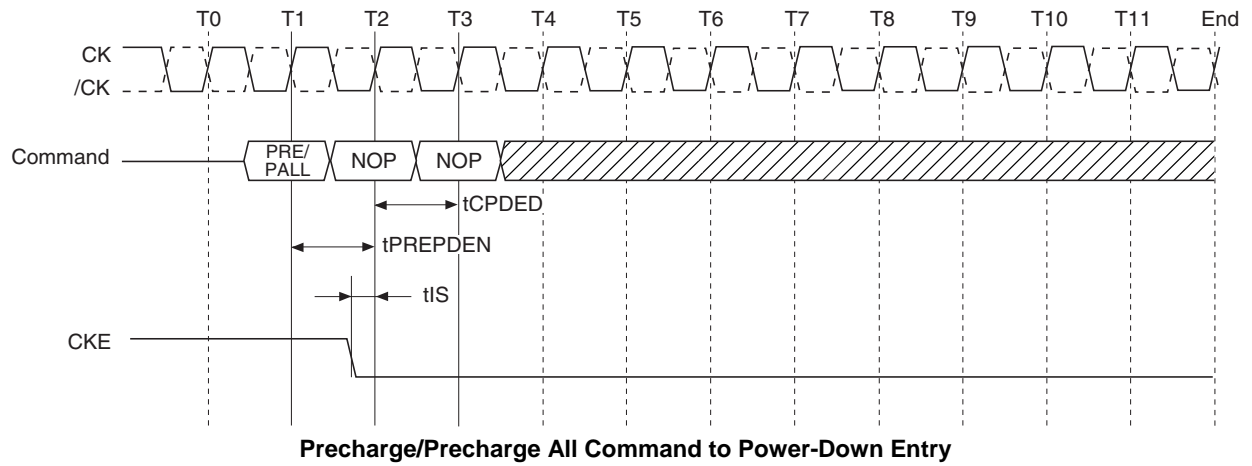 T0 T1 T2 T3 T4 T5 T6 T7 T8 T9 T10 T11 End
CK
/CK
Command
PRE/
PALL
NOP
NOP
tCPDED
tPREPDEN
tIS
CKE
Precharge/Precharge All Command to Power-Down Entry